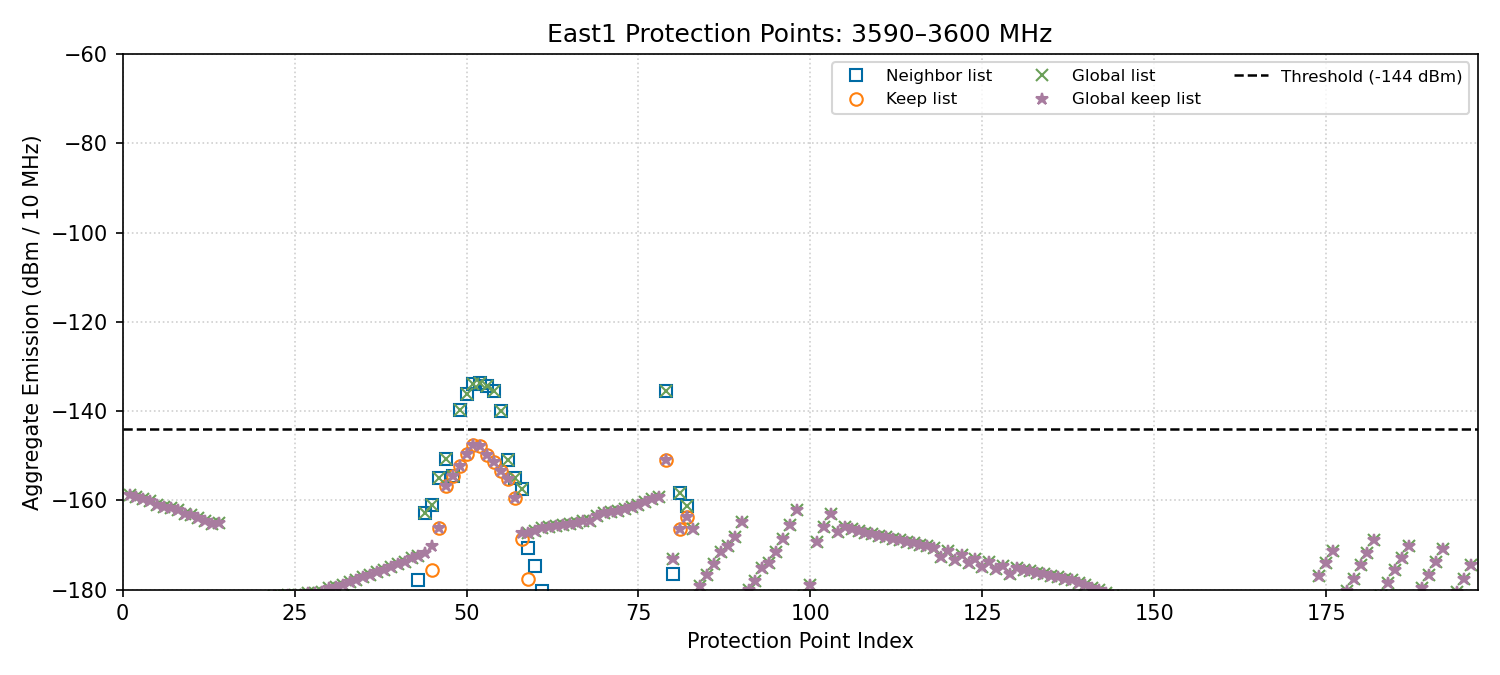 East1 Protection Points: 3590–3600 MHz
Neighbor list
Keep list
Global list
Global keep list
Threshold (-144 dBm)
Aggregate Emission (dBm / 10 MHz)
−60
−80
−100
−120
−140
−160
−180
0 25 50 75 100 125 150 175
Protection Point Index